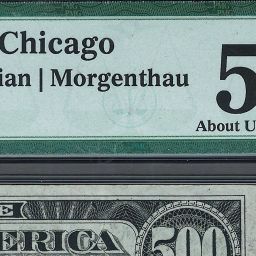 Chicago
ian | Morgenthau
5
About U
E
ERICA 500